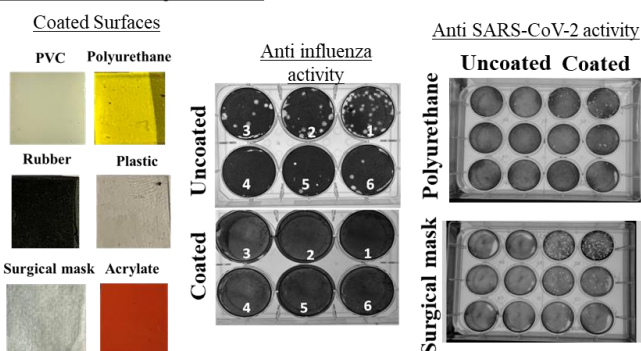 Coated Surfaces
PVC Polyurethane
Rubber Plastic
Surgical mask Acrylate
Anti influenza
activity
Uncoated
3 2 1
4 5 6
Coated
3 2 1
4 5 6
Anti SARS-CoV-2 activity
Uncoated Coated
Polyurethane
Surgical mask